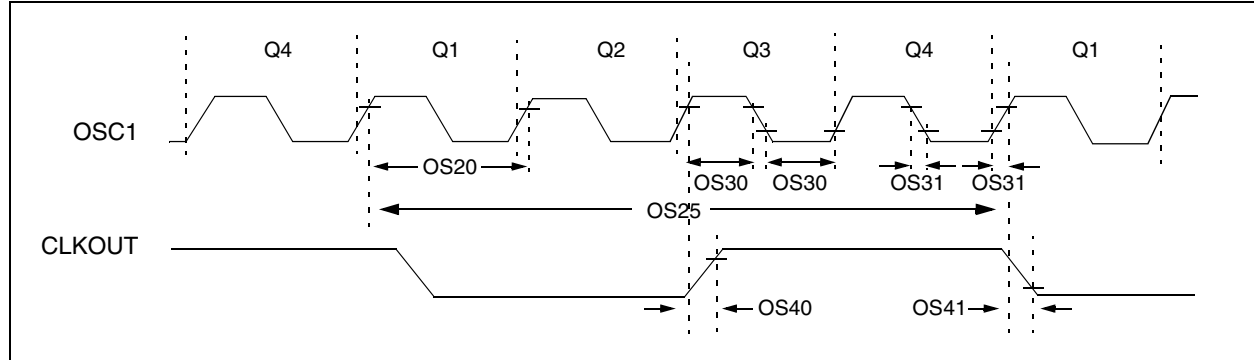 Q4 Q1 Q2 Q3 Q4 Q1
OSC1
OS20
OS30 OS30 OS31 OS31
OS25
CLKOUT
OS40 OS41